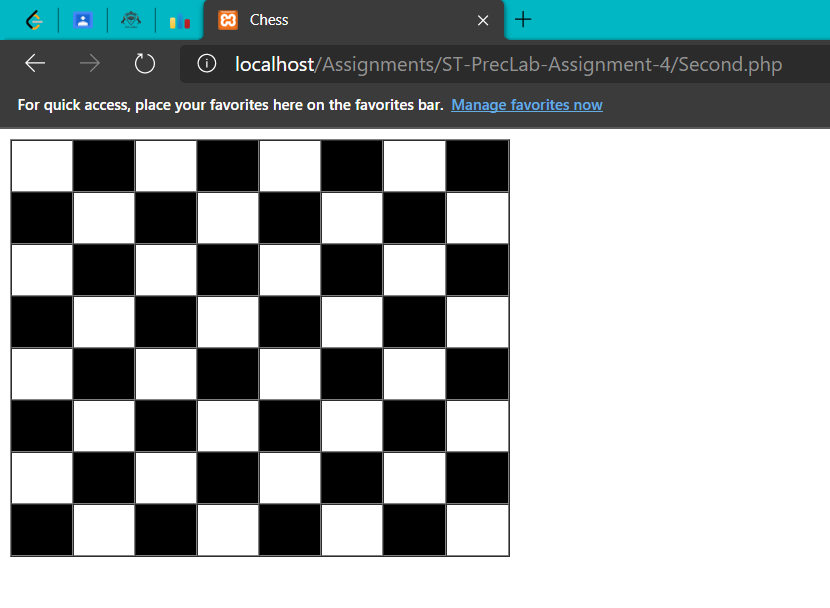 Chess
localhost/Assignments/ST-PrecLab-Assignment-4/Second.php
For quick access, place your favorites here on the favorites bar. Manage favorites now